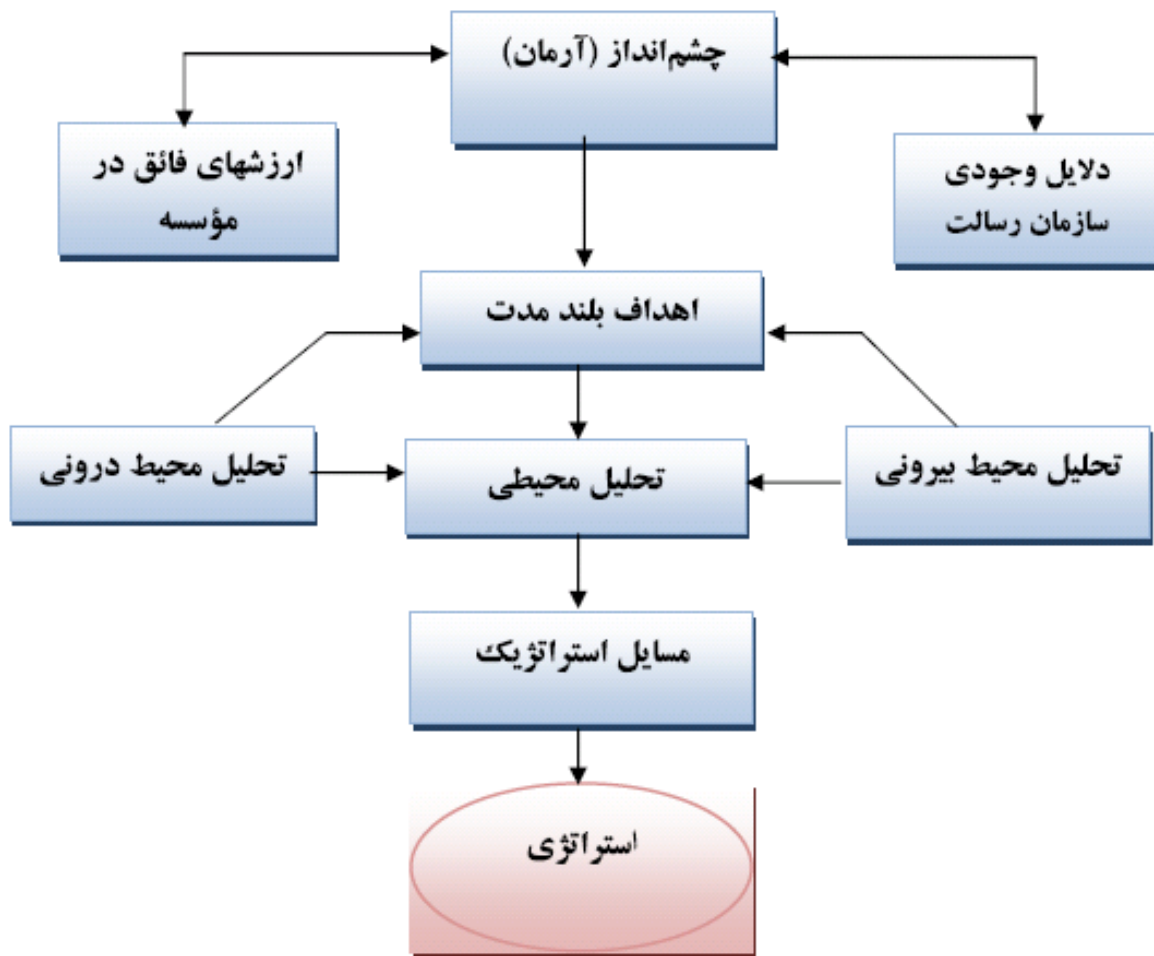 چشم‌انداز (آرمان)
دلایل وجودی
سازمان رسالت
ارزشهای فائق در
مؤسسه
اهداف بلند مدت
تحلیل محیط بیرونی
تحلیل محیطی
تحلیل محیط درونی
مسایل استراتژیک
استراتژی